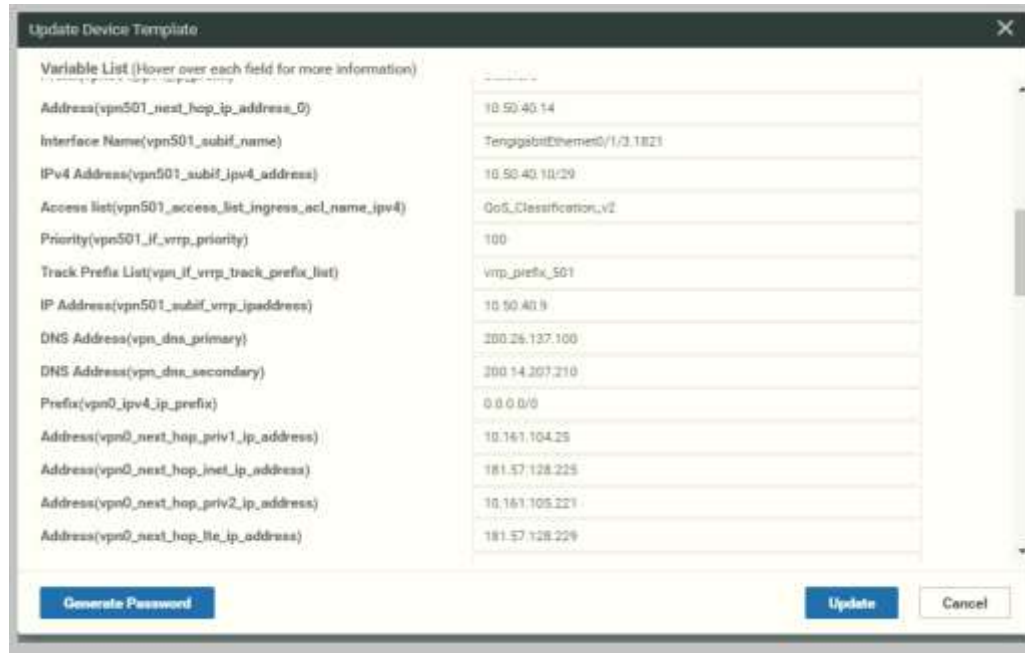 Update Device Template
Variable List (Hover over each field for more information)
Address(vpn501_next_hop_ip_address_0) 10.50.40.14
Interface Name(vpn501_subif_name) TengigabitEthernet0/1/3.1821
IPv4 Address(vpn501_subif_ipv4_address) 10.50.40.10/29
Access list(vpn501_access_list_ingress_acl_name_ipv4) QoS_Classification_v2
Priority(vpn501_if_vrrp_priority) 100
Track Prefix List(vpn_if_vrrp_track_prefix_list) vrrp_prefix_501
IP Address(vpn501_subif_vrrp_ipaddress) 10.50.40.9
DNS Address(vpn_dns_primary) 200.26.137.100
DNS Address(vpn_dns_secondary) 200.14.207.210
Prefix(vpn0_ipv4_ip_prefix) 0.0.0.0/0
Address(vpn0_next_hop_priv1_ip_address) 10.161.104.25
Address(vpn0_next_hop_inet_ip_address) 181.57.128.225
Address(vpn0_next_hop_priv2_ip_address) 10.161.105.221
Address(vpn0_next_hop_lte_ip_address) 181.57.128.229
Generate Password Update Cancel